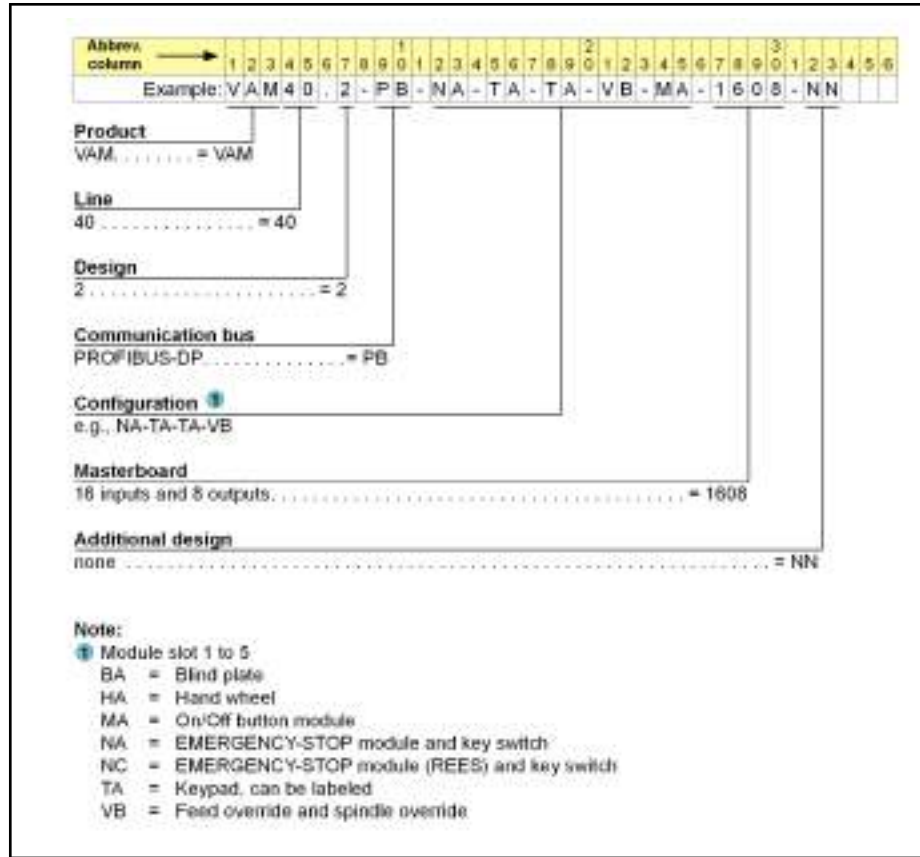 Abbrev. column 1 2 3 4 5 6 7 8 9 1 0 1 2 3 4 5 6 7 8 9 2 0 1 2 3 4 5 6 7 8 9 3 0 1 2 3 4 5 6
Example: V A M 4 0 . 2 - P B - N A - T A - T A - V B - M A - 1 6 0 8 - N N
Product
VAM. . . . . . . . = VAM
Line
40 . . . . . . . . . . . . . . . . = 40
Design
2 . . . . . . . . . . . . . . . . . . . . . . . = 2
Communication bus
PROFIBUS-DP. . . . . . . . . . . . . . = PB
Configuration 1
e.g., NA-TA-TA-VB
Masterboard
16 inputs and 8 outputs. . . . . . . . . . . . . . . . . . . . . . . . . . . . . . . . . . . . . . . . . = 1608
Additional design
none . . . . . . . . . . . . . . . . . . . . . . . . . . . . . . . . . . . . . . . . . . . . . . . . . . . . . . . . . . . . . . . . = NN
Note:
1 Module slot 1 to 5
BA = Blind plate
HA = Hand wheel
MA = On/Off button module
NA = EMERGENCY-STOP module and key switch
NC = EMERGENCY-STOP module (REES) and key switch
TA = Keypad, can be labeled
VB = Feed override and spindle override